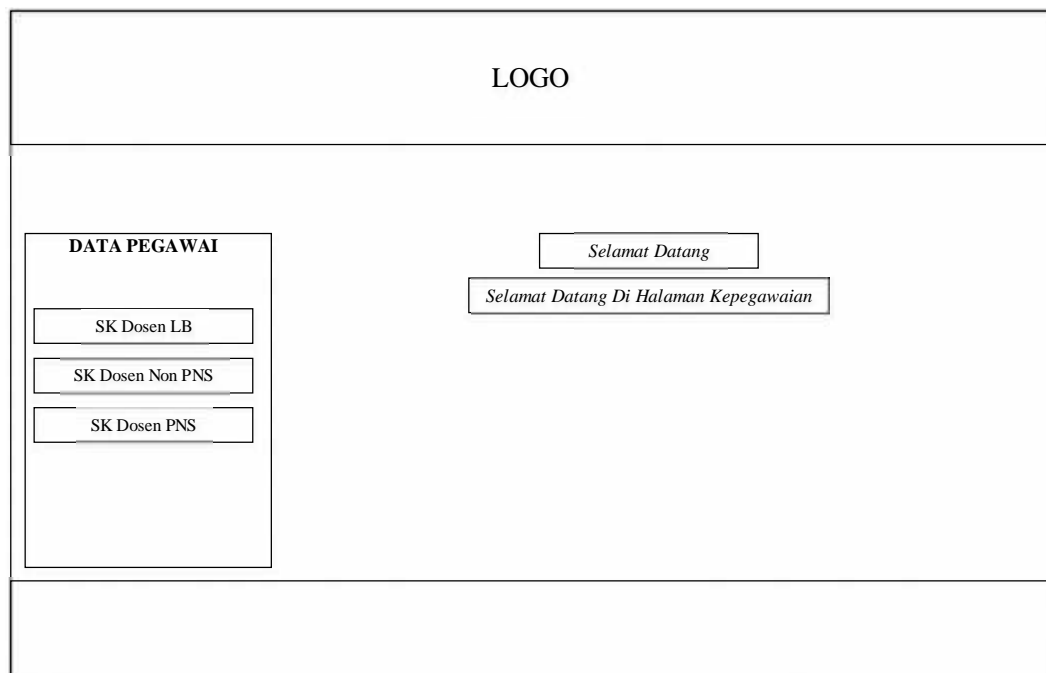 LOGO
DATA PEGAWAI
SK Dosen LB
SK Dosen Non PNS
SK Dosen PNS
Selamat Datang
Selamat Datang Di Halaman Kepegawaian